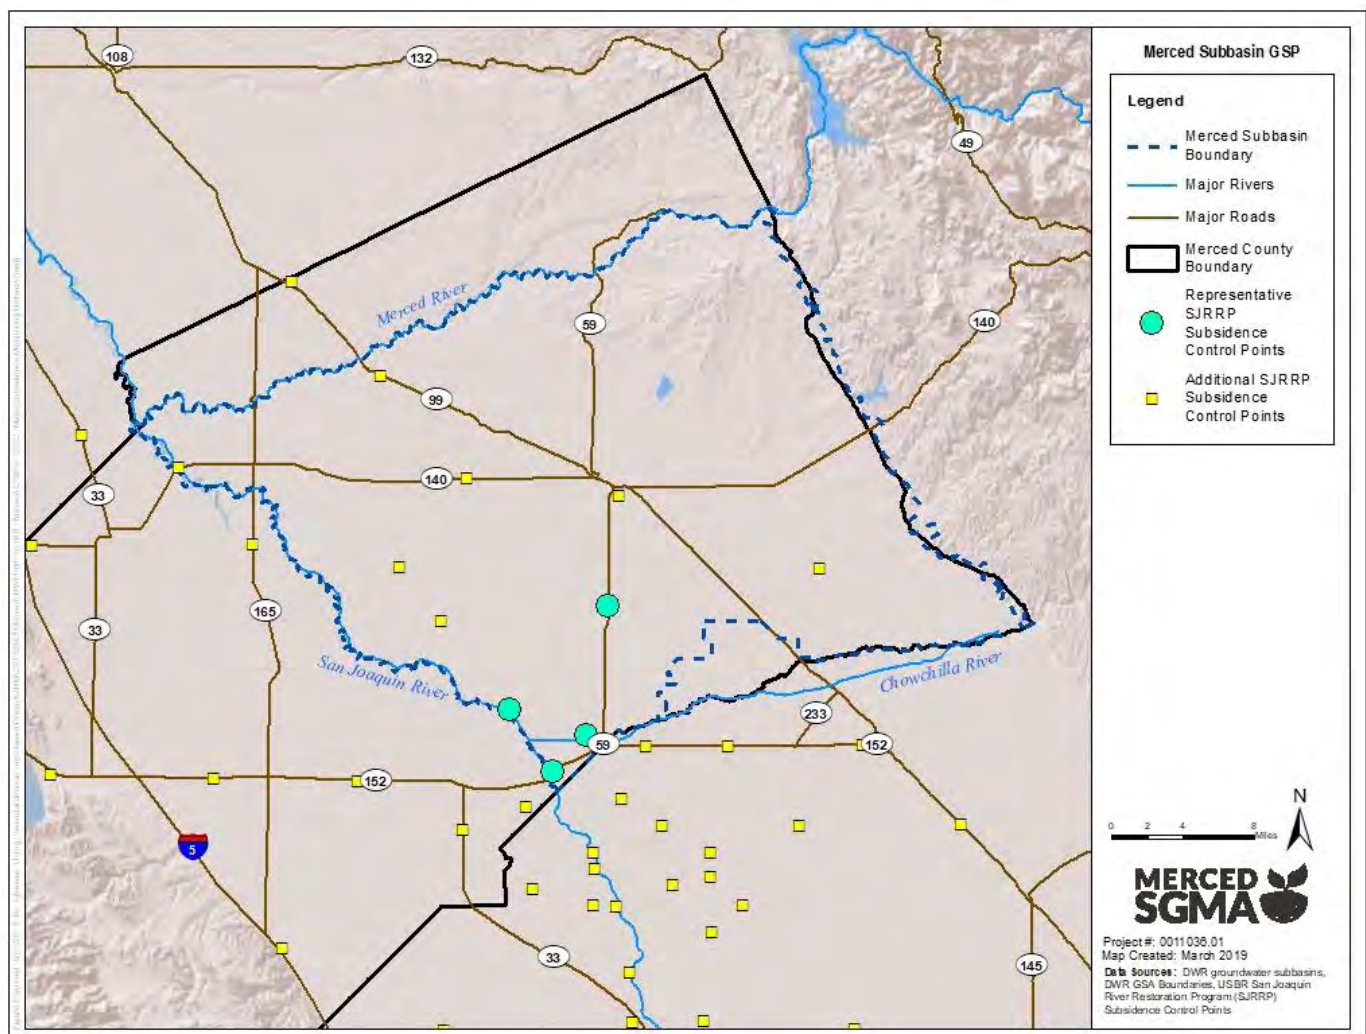 Merced Subbasin GSP
Legend
Merced Subbasin
Boundary
Major Rivers
Major Roads
Merced County
Boundary
Representative
SJRRP
Subsidence
Control Points
Additional SJRRP
Subsidence
Control Points
108
132
49
Merced River
59
140
99
140
33
165
33
San Joaquin River
Chowchilla River
233
59
152
152
5
33
145
N
0 2 4 8
Miles
MERCED
SGMA
Project #: 0011036.01
Map Created: March 2019
Data Sources: DWR groundwater subbasins,
DWR GSA Boundaries, USBR San Joaquin
River Restoration Program (SJRRP)
Subsidence Control Points